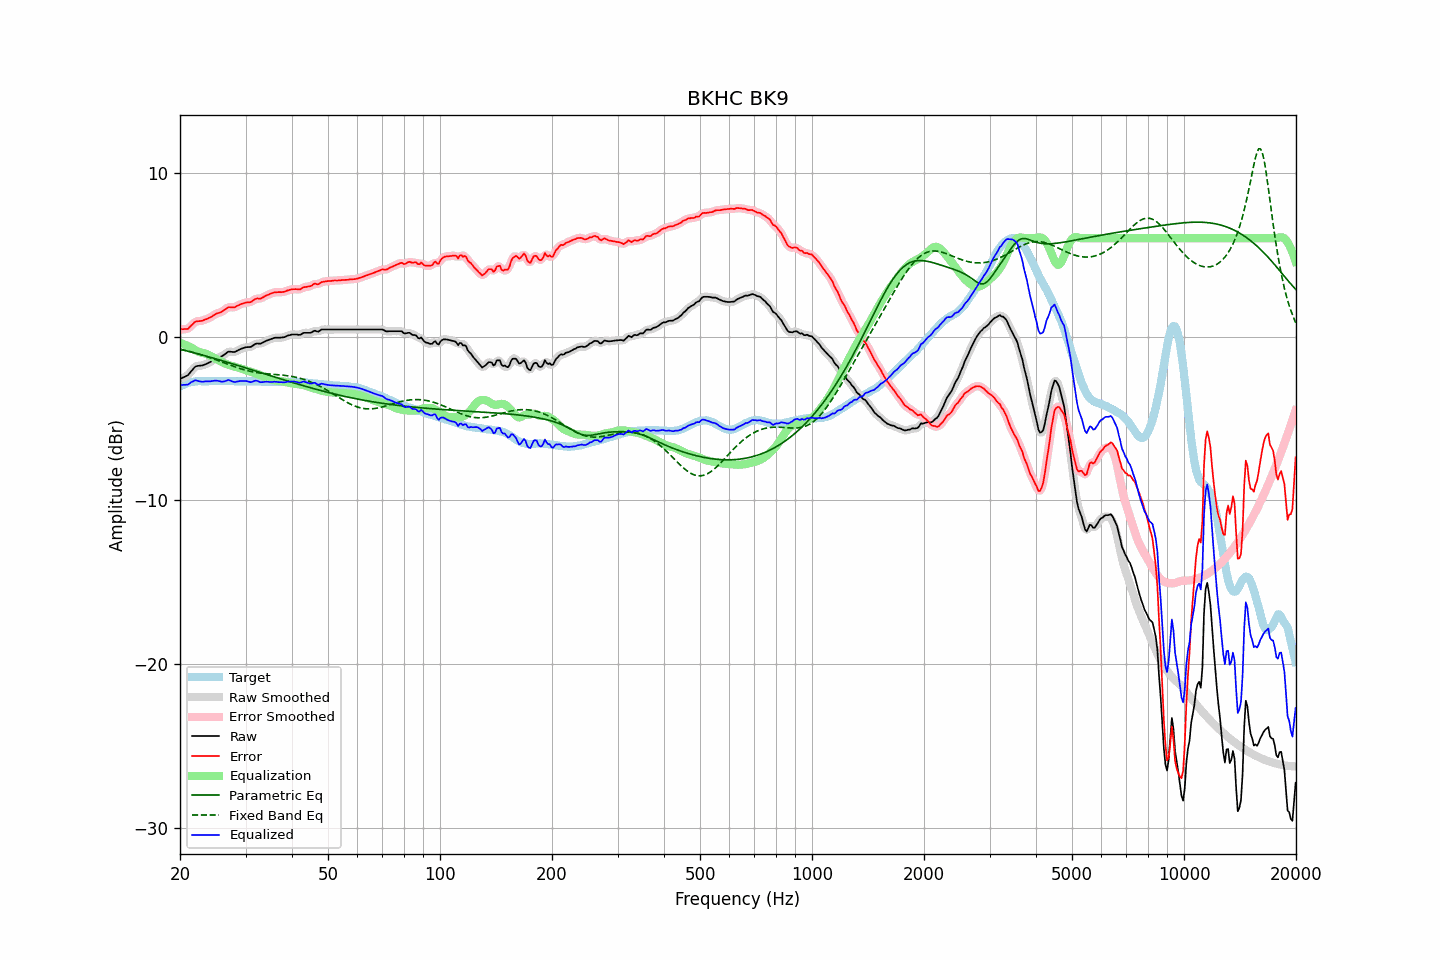 BKHC BK9
Amplitude (dBr)
10
0
−10
−20
−30
Target
Raw Smoothed
Error Smoothed
Raw
Error
Equalization
Parametric Eq
Fixed Band Eq
Equalized
20 50 100 200 500 1000 2000 5000 10000 20000
Frequency (Hz)